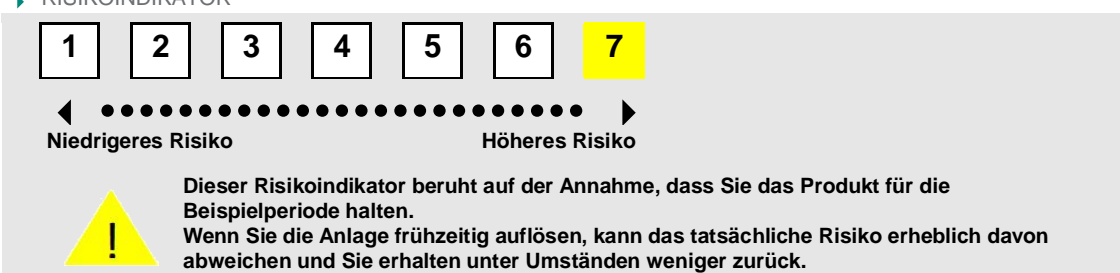 RISIKOINDIKATOR
1 2 3 4 5 6 7
Niedrigeres Risiko Höheres Risiko
Dieser Risikoindikator beruht auf der Annahme, dass Sie das Produkt für die
Beispielperiode halten.
! Wenn Sie die Anlage frühzeitig auflösen, kann das tatsächliche Risiko erheblich davon
abweichen und Sie erhalten unter Umständen weniger zurück.